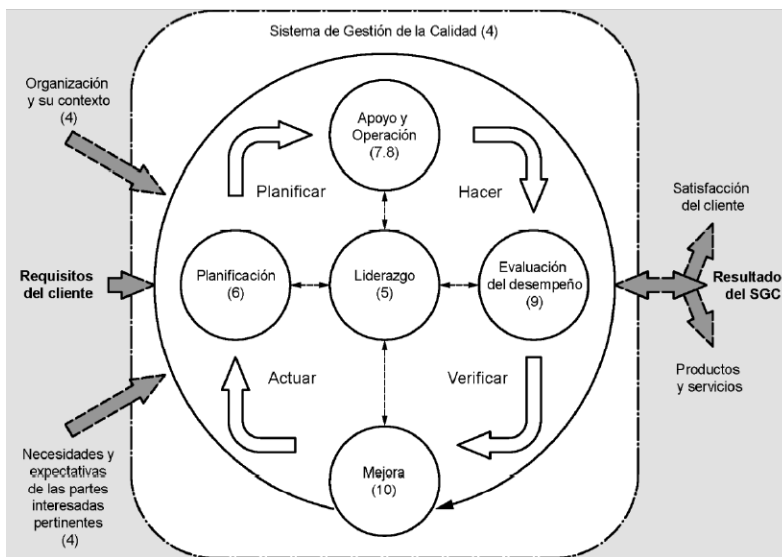 Sistema de Gestión de la Calidad (4)
Organización
y su contexto
(4)
Requisitos
del cliente
Necesidades y
expectativas
de las partes
interesadas
pertinentes
(4)
Apoyo y
Operación
(7.8)
Planificar
Hacer
Planificación
(6)
Liderazgo
(5)
Evaluación
del desempeño
(9)
Actuar
Verificar
Mejora
(10)
Satisfacción
del cliente
Resultado
del SGC
Productos
y servicios